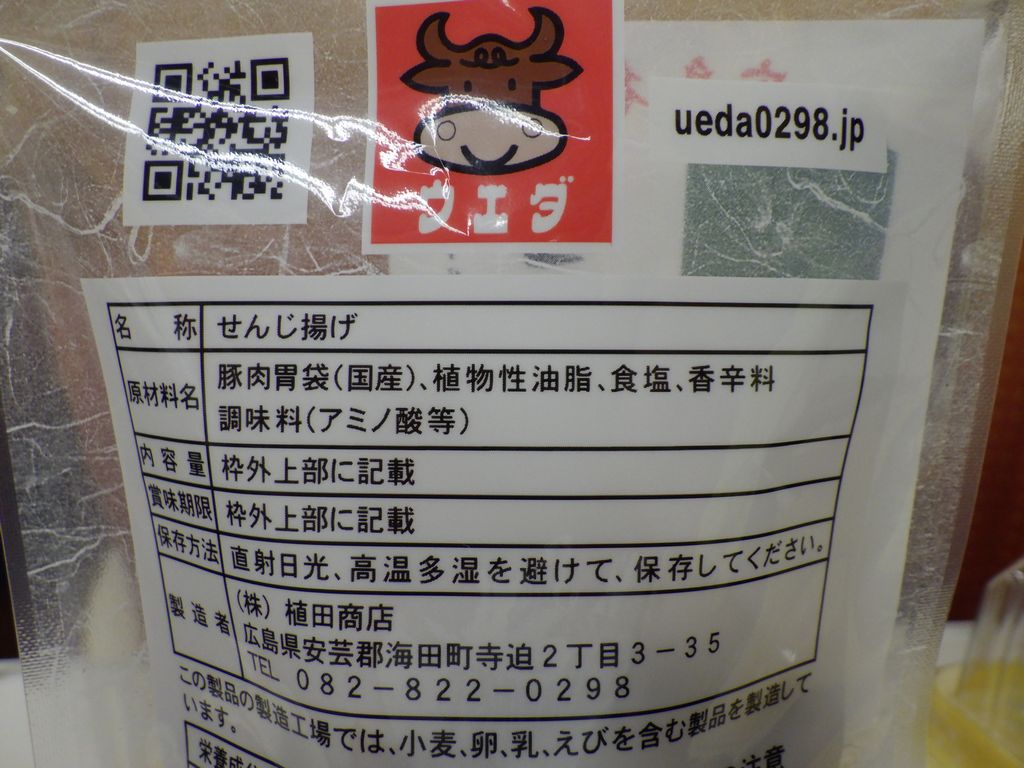 ウエダ
ueda0298.jp
名称 せんじ揚げ
原材料名 豚肉胃袋(国産)、植物性油脂、食塩、香辛料
調味料(アミノ酸等)
内容量 枠外上部に記載
賞味期限 枠外上部に記載
保存方法 直射日光、高温多湿を避けて、保存してください。
製造者 (株) 植田商店
広島県安芸郡海田町寺迫2丁目3-35
TEL 082-822-0298
この製品の製造工場では、小麦、卵、乳、えびを含む製品を製造して
います。
栄養成分
注意